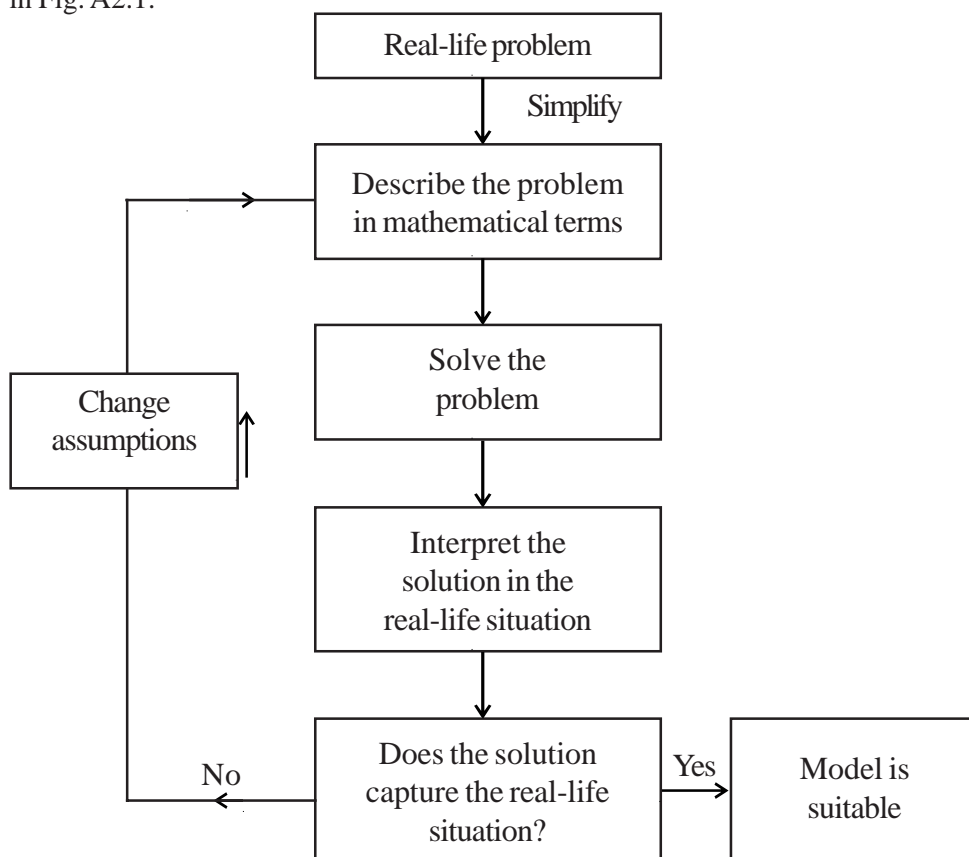 in Fig. A2.1.
Real-life problem
Simplify
Describe the problem
in mathematical terms
Solve the
problem
Change
assumptions
Interpret the
solution in the
real-life situation
Does the solution
capture the real-life
situation?
No
Yes
Model is
suitable